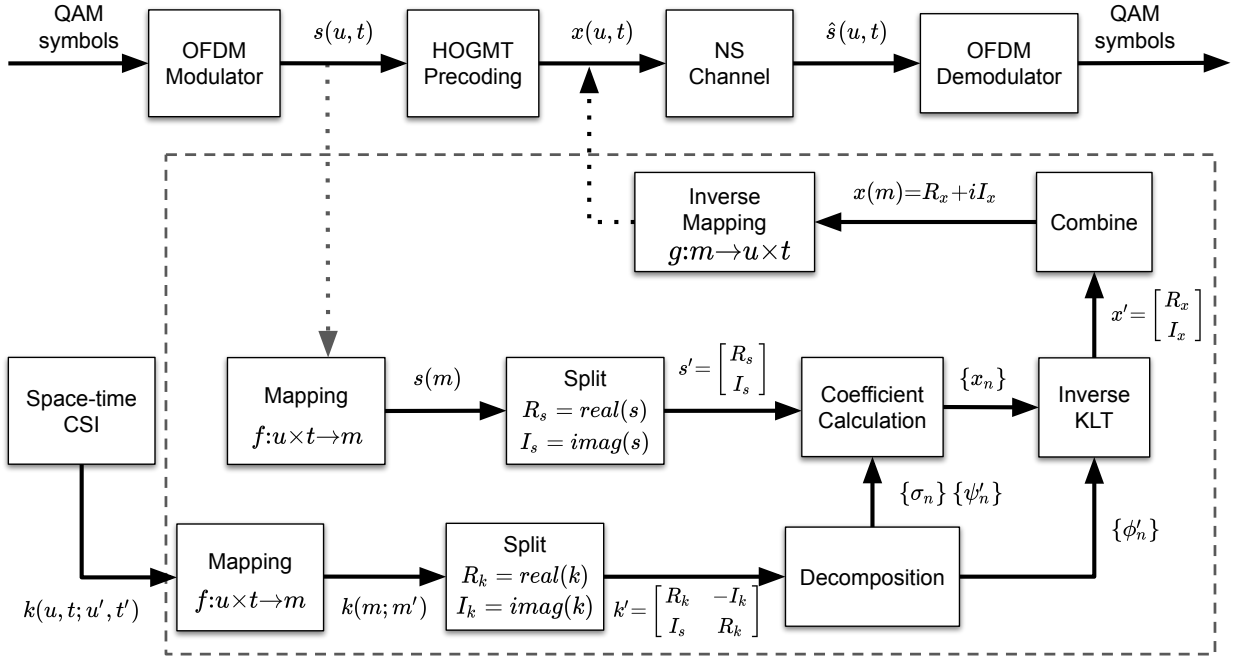 QAM
symbols
OFDM
Modulator
s(u, t)
HOGMT
Precoding
x(u, t)
NS
Channel
ŝ(u, t)
OFDM
Demodulator
QAM
symbols
Inverse
Mapping
g:m→u×t
x(m)=R_x+iI_x
Combine
x′=[R_x
I_x]
Mapping
f:u×t→m
s(m)
Split
R_s = real(s)
I_s = imag(s)
s′=[R_s
I_s]
Coefficient
Calculation
{x_n}
Inverse
KLT
Space-time
CSI
{σ_n} {ψ′_n}
{ϕ′_n}
k(u, t; u′, t′)
Mapping
f:u×t→m
k(m; m′)
Split
R_k = real(k)
I_k = imag(k)
k′=[R_k −I_k
I_s R_k]
Decomposition